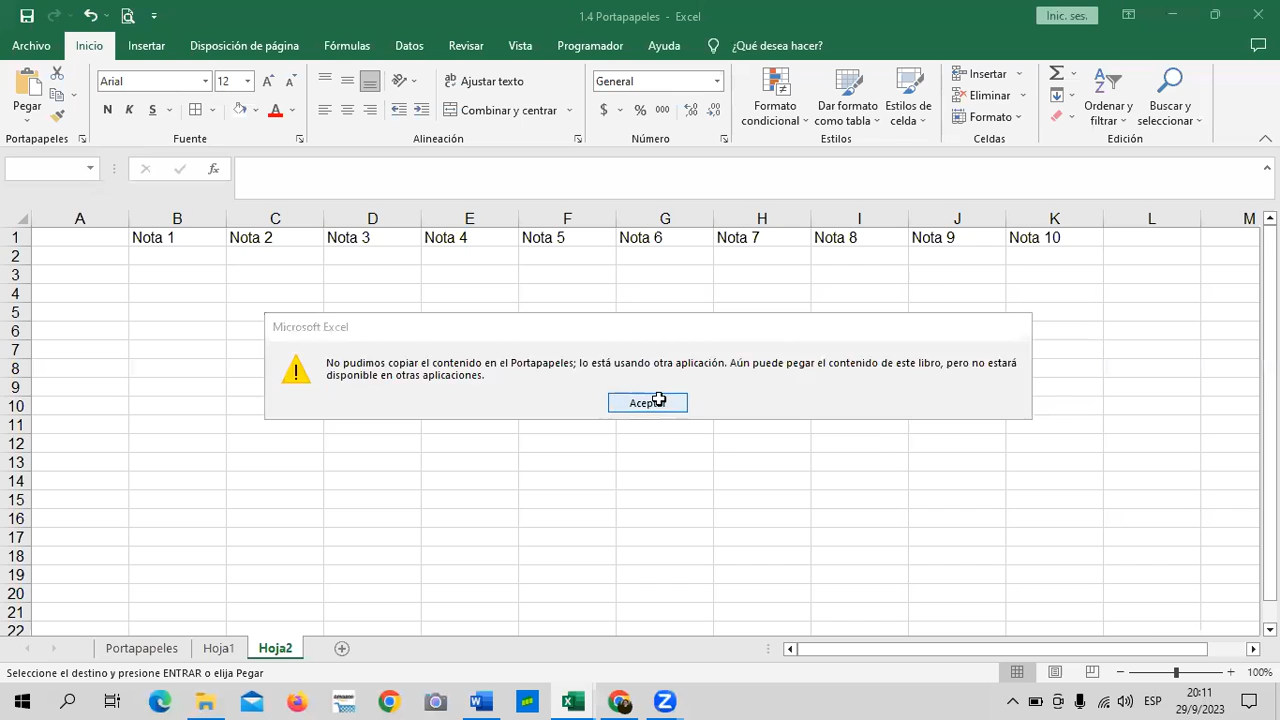 1.4 Portapapeles - Excel
Inic. ses.
Archivo Inicio Insertar Disposición de página Fórmulas Datos Revisar Vista Programador Ayuda ¿Qué desea hacer?
Pegar
Arial 12
Ajustar texto
General
Formato condicional
Dar formato como tabla
Estilos de celda
Insertar
Eliminar
Formato
Ordenar y filtrar
Buscar y seleccionar
N K S
Combinar y centrar
$ % 000
Portapapeles Fuente Alineación Número Estilos Celdas Edición
fx
A B C D E F G H I J K L M
1 Nota 1 Nota 2 Nota 3 Nota 4 Nota 5 Nota 6 Nota 7 Nota 8 Nota 9 Nota 10
2
3
4
5
6
7
8
9
10
11
12
13
14
15
16
17
18
19
20
21
22
Microsoft Excel
No pudimos copiar el contenido en el Portapapeles; lo está usando otra aplicación. Aún puede pegar el contenido de este libro, pero no estará
disponible en otras aplicaciones.
Aceptar
Portapapeles Hoja1 Hoja2
Seleccione el destino y presione ENTRAR o elija Pegar
100%
ESP
20:11
29/9/2023